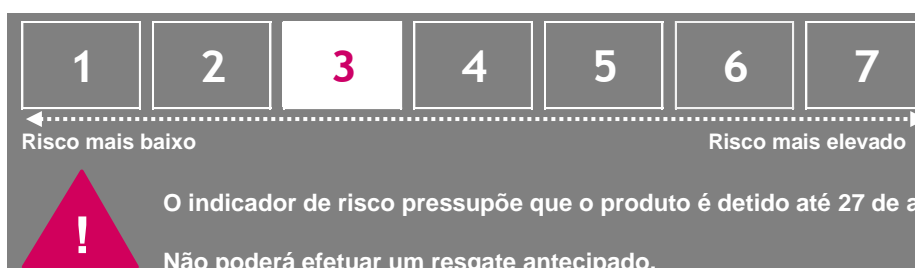 1 2 3 4 5 6 7
Risco mais baixo Risco mais elevado
O indicador de risco pressupõe que o produto é detido até 27 de
!
Não poderá efetuar um resgate antecipado.